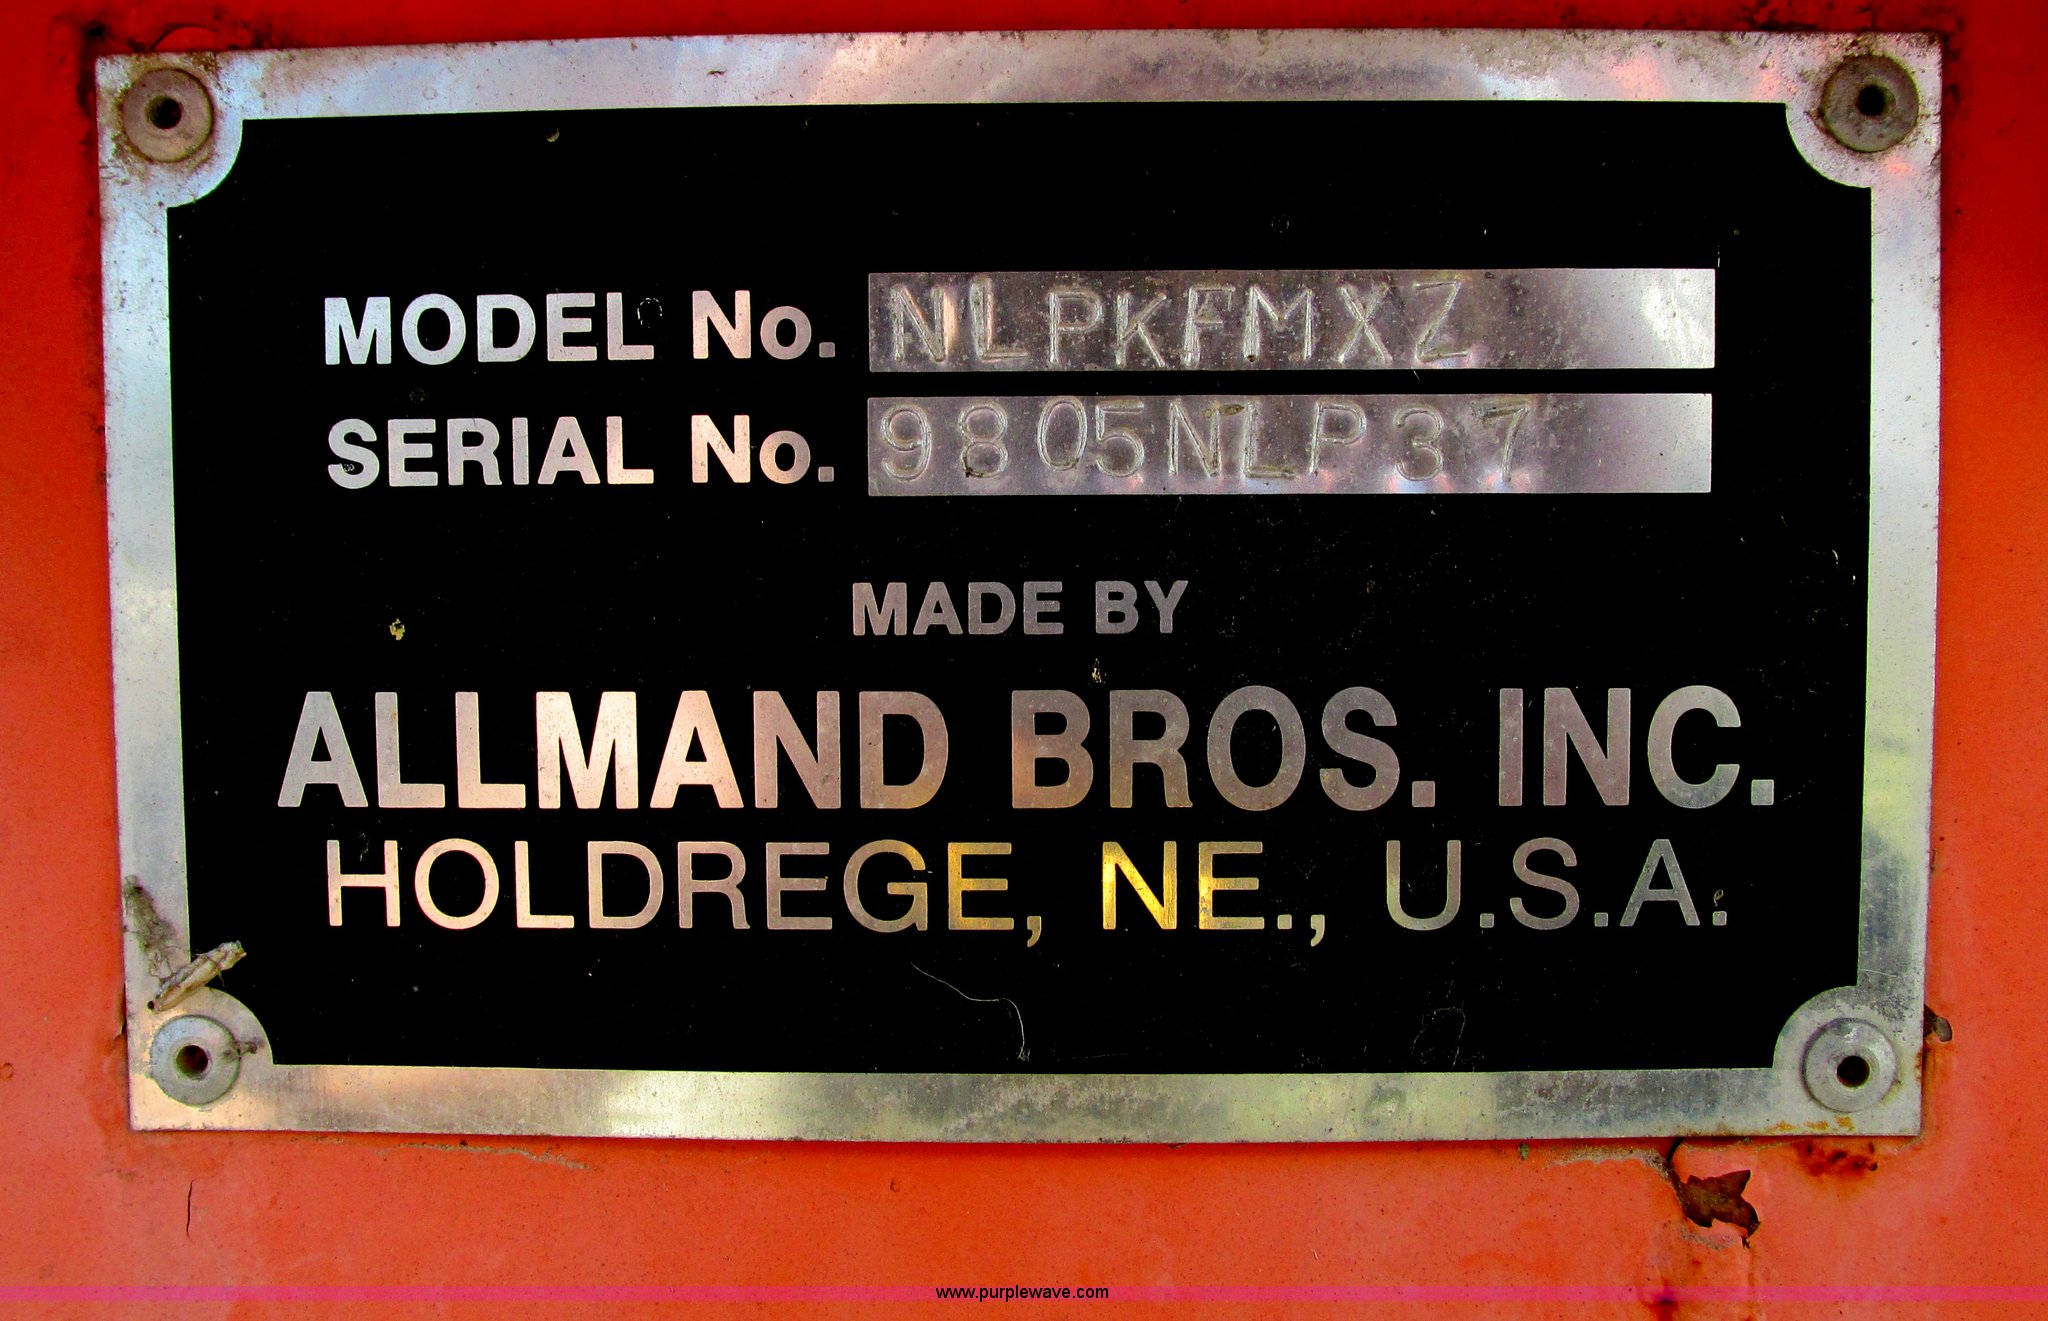 MODEL No. NLPKFMXZ
SERIAL No. 9805NLP37
MADE BY
ALLMAND BROS. INC.
HOLDREGE, NE., U.S.A.
www.purplewave.com